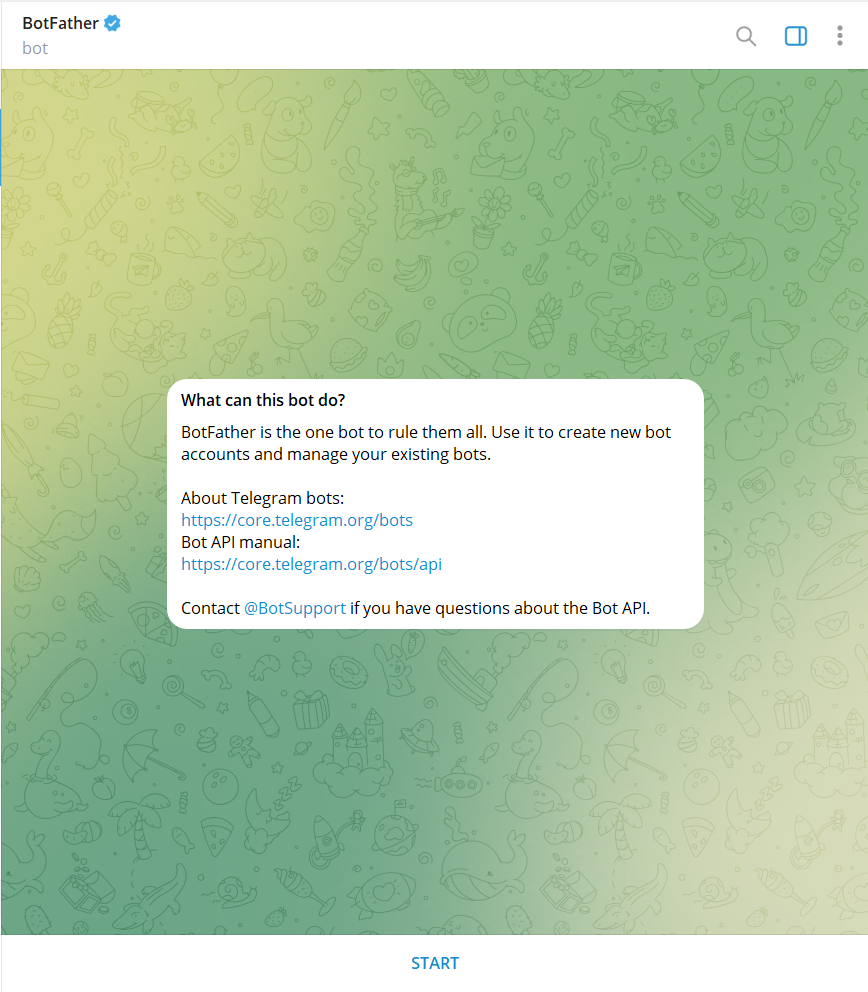 BotFather
bot
What can this bot do?
BotFather is the one bot to rule them all. Use it to create new bot
accounts and manage your existing bots.
About Telegram bots:
https://core.telegram.org/bots
Bot API manual:
https://core.telegram.org/bots/api
Contact @BotSupport if you have questions about the Bot API.
START